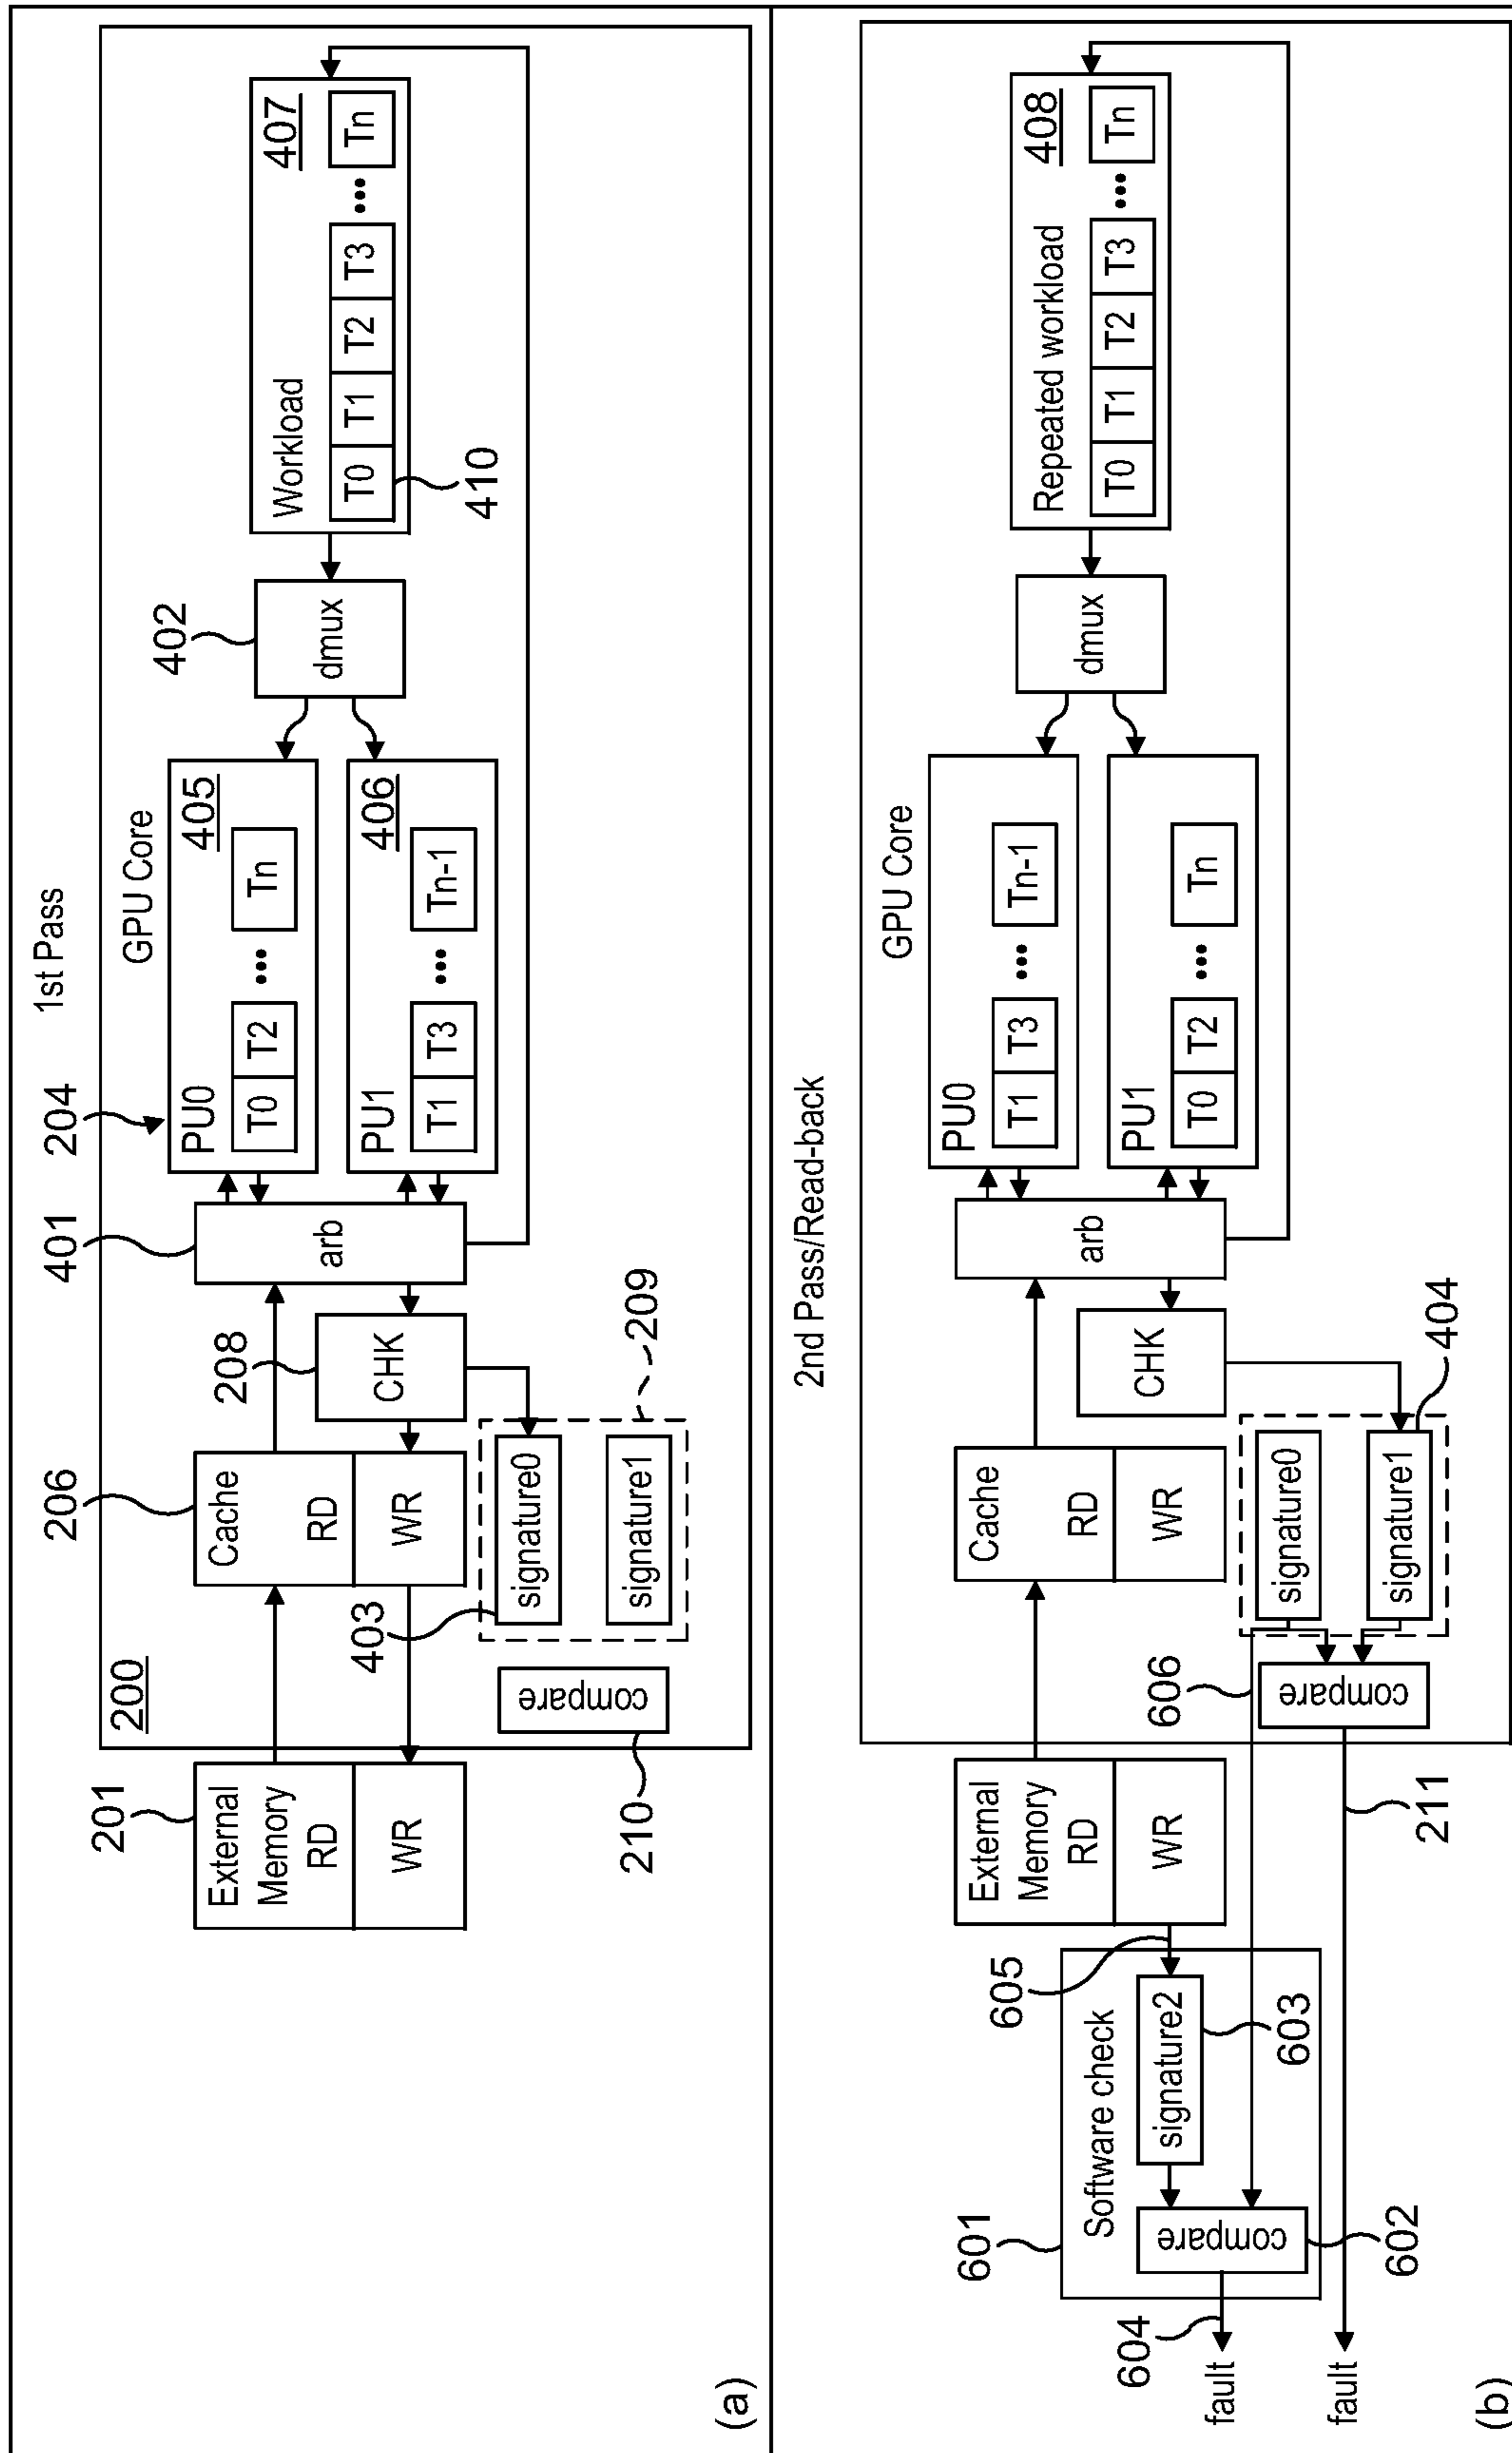 1st Pass
204
GPU Core
200
201
External
Memory
RD
WR
206
Cache
RD
WR
208
CHK
401
arb
PU0
405
T0
T2
...
Tn
PU1
406
T1
T3
...
Tn-1
402
dmux
Workload
407
T0
T1
T2
T3
...
Tn
410
403
signature0
signature1
209
compare
210
(a)
2nd Pass/Read-back
GPU Core
External
Memory
RD
WR
Cache
RD
WR
CHK
arb
PU0
T1
T3
...
Tn-1
PU1
T0
T2
...
Tn
dmux
Repeated workload
408
T0
T1
T2
T3
...
Tn
signature0
signature1
404
606
compare
211
605
601
Software check
signature2
603
compare
602
604
fault
fault
(b)